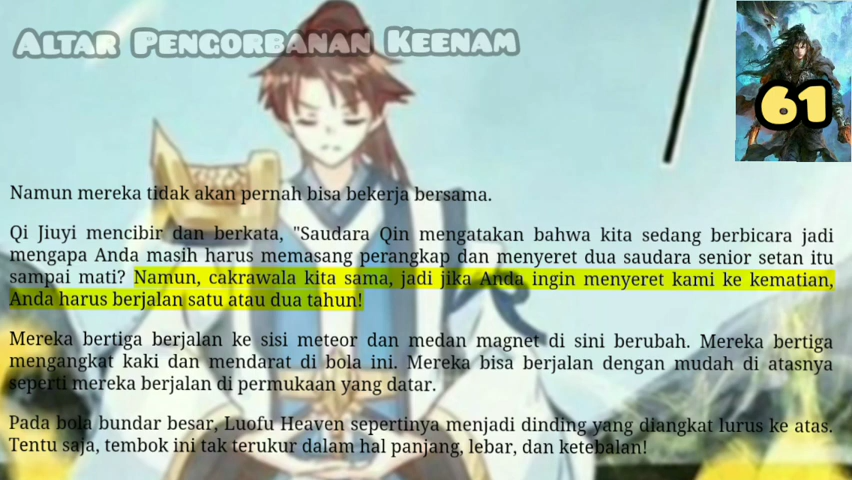 Altar Pengorbanan Keenam
61
Namun mereka tidak akan pernah bisa bekerja bersama.
Qi Jiuyi mencibir dan berkata, "Saudara Qin mengatakan bahwa kita sedang berbicara jadi
mengapa Anda masih harus memasang perangkap dan menyeret dua saudara senior setan itu
sampai mati? Namun, cakrawala kita sama, jadi jika Anda ingin menyeret kami ke kematian,
Anda harus berjalan satu atau dua tahun!
Mereka bertiga berjalan ke sisi meteor dan medan magnet di sini berubah. Mereka bertiga
mengangkat kaki dan mendarat di bola ini. Mereka bisa berjalan dengan mudah di atasnya
seperti mereka berjalan di permukaan yang datar.
Pada bola bundar besar, Luofu Heaven sepertinya menjadi dinding yang diangkat lurus ke atas.
Tentu saja, tembok ini tak terukur dalam hal panjang, lebar, dan ketebalan!